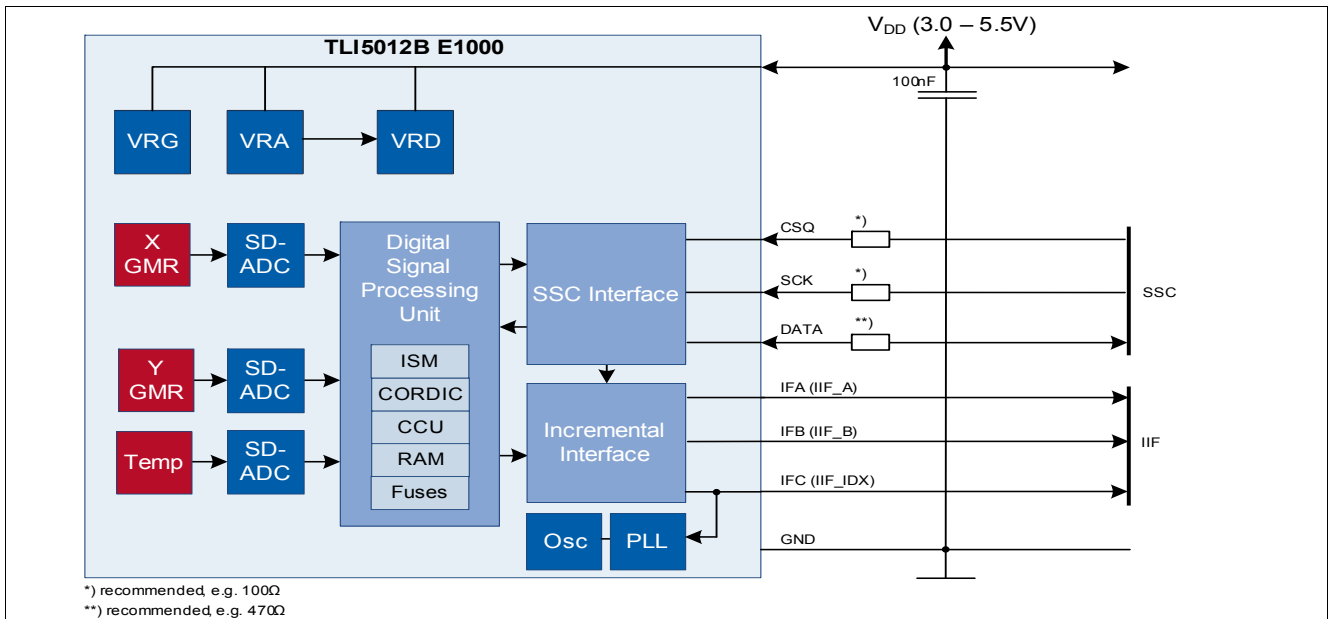 V_DD (3.0 – 5.5V)
TLI5012B E1000
100nF
VRG
VRA
VRD
X
GMR
SD-
ADC
Digital
Signal
Processing
Unit
SSC Interface
CSQ
*)
SCK
*)
DATA
**)
SSC
Y
GMR
SD-
ADC
ISM
CORDIC
CCU
RAM
Fuses
Temp
SD-
ADC
Incremental
Interface
IFA (IIF_A)
IFB (IIF_B)
IFC (IIF_IDX)
IIF
Osc
PLL
GND
*) recommended, e.g. 100Ω
**) recommended, e.g. 470Ω